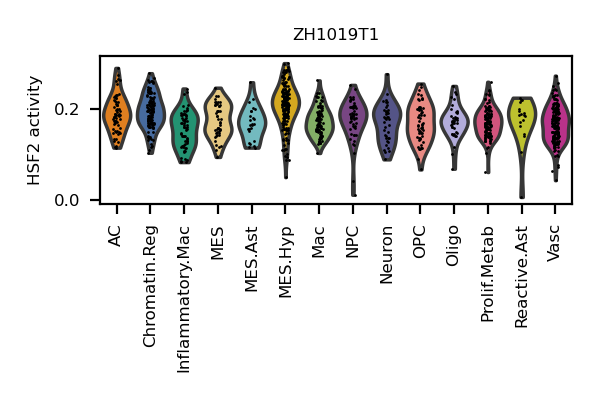 ZH1019T1
HSF2 activity
0.2
0.0
AC
Chromatin.Reg
Inflammatory.Mac
MES
MES.Ast
MES.Hyp
Mac
NPC
Neuron
OPC
Oligo
Prolif.Metab
Reactive.Ast
Vasc